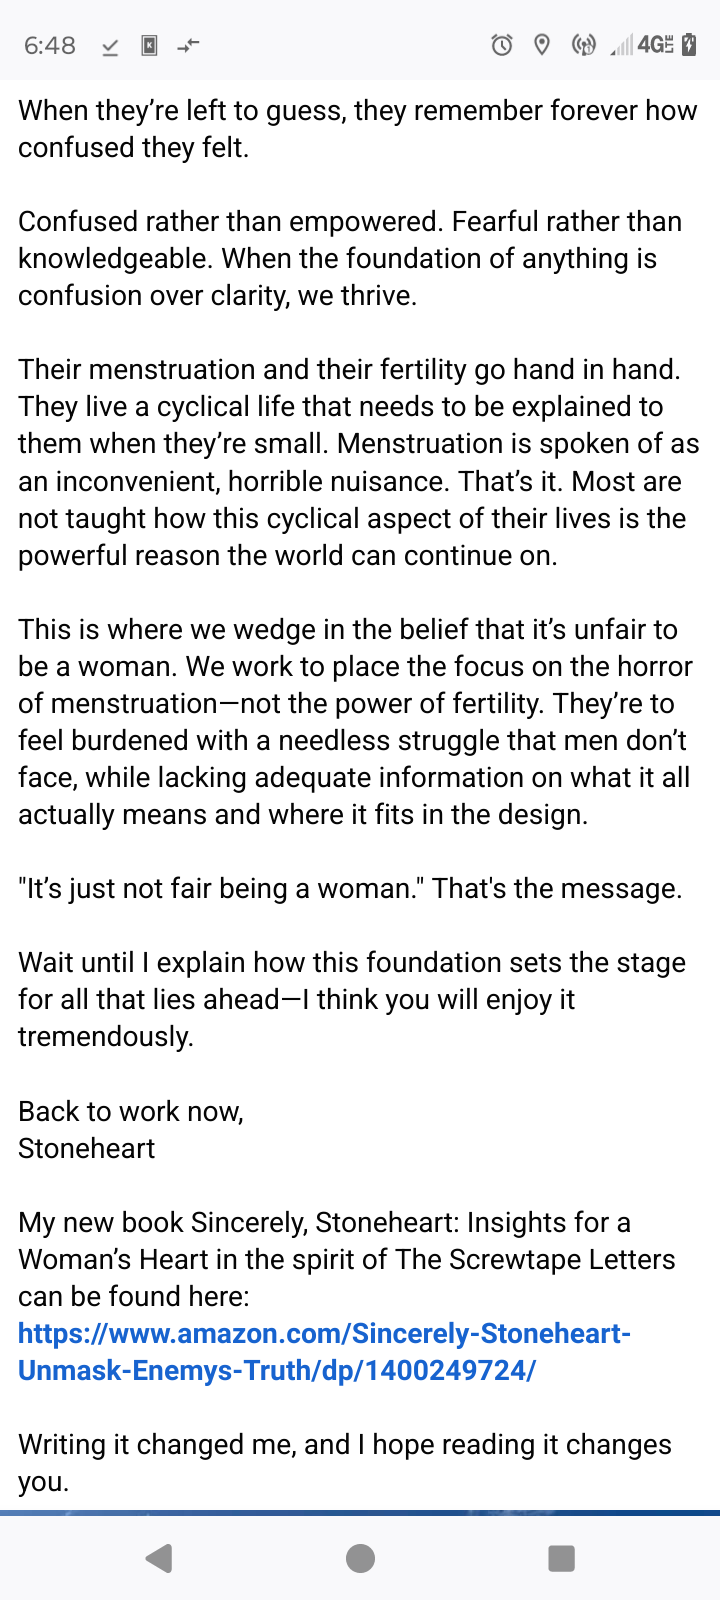 6:48
4GLTE
When they’re left to guess, they remember forever how
confused they felt.
Confused rather than empowered. Fearful rather than
knowledgeable. When the foundation of anything is
confusion over clarity, we thrive.
Their menstruation and their fertility go hand in hand.
They live a cyclical life that needs to be explained to
them when they’re small. Menstruation is spoken of as
an inconvenient, horrible nuisance. That’s it. Most are
not taught how this cyclical aspect of their lives is the
powerful reason the world can continue on.
This is where we wedge in the belief that it’s unfair to
be a woman. We work to place the focus on the horror
of menstruation—not the power of fertility. They’re to
feel burdened with a needless struggle that men don’t
face, while lacking adequate information on what it all
actually means and where it fits in the design.
"It’s just not fair being a woman." That's the message.
Wait until I explain how this foundation sets the stage
for all that lies ahead—I think you will enjoy it
tremendously.
Back to work now,
Stoneheart
My new book Sincerely, Stoneheart: Insights for a
Woman’s Heart in the spirit of The Screwtape Letters
can be found here:
https://www.amazon.com/Sincerely-Stoneheart-
Unmask-Enemys-Truth/dp/1400249724/
Writing it changed me, and I hope reading it changes
you.